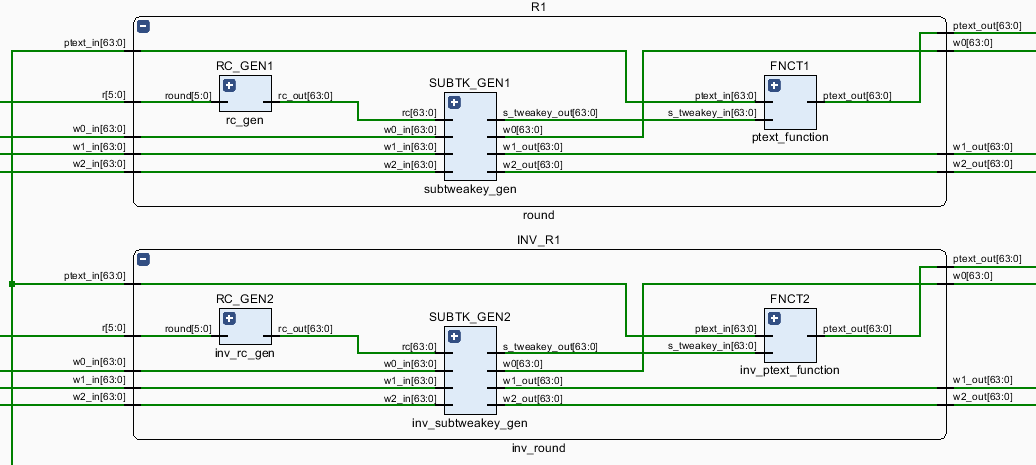 R1
ptext_in[63:0]
ptext_out[63:0]
w0[63:0]
RC_GEN1
SUBTK_GEN1
FNCT1
r[5:0]
round[5:0]
rc_out[63:0]
ptext_in[63:0]
ptext_out[63:0]
rc[63:0]
s_tweakey_out[63:0]
s_tweakey_in[63:0]
rc_gen
w0_in[63:0]
w0_in[63:0]
w0[63:0]
ptext_function
w1_in[63:0]
w1_in[63:0]
w1_out[63:0]
w1_out[63:0]
w2_in[63:0]
w2_in[63:0]
w2_out[63:0]
w2_out[63:0]
subtweakey_gen
round
INV_R1
ptext_in[63:0]
ptext_out[63:0]
w0[63:0]
RC_GEN2
SUBTK_GEN2
FNCT2
r[5:0]
round[5:0]
rc_out[63:0]
ptext_in[63:0]
ptext_out[63:0]
rc[63:0]
s_tweakey_out[63:0]
s_tweakey_in[63:0]
inv_rc_gen
w0_in[63:0]
w0_in[63:0]
w0[63:0]
inv_ptext_function
w1_in[63:0]
w1_in[63:0]
w1_out[63:0]
w1_out[63:0]
w2_in[63:0]
w2_in[63:0]
w2_out[63:0]
w2_out[63:0]
inv_subtweakey_gen
inv_round